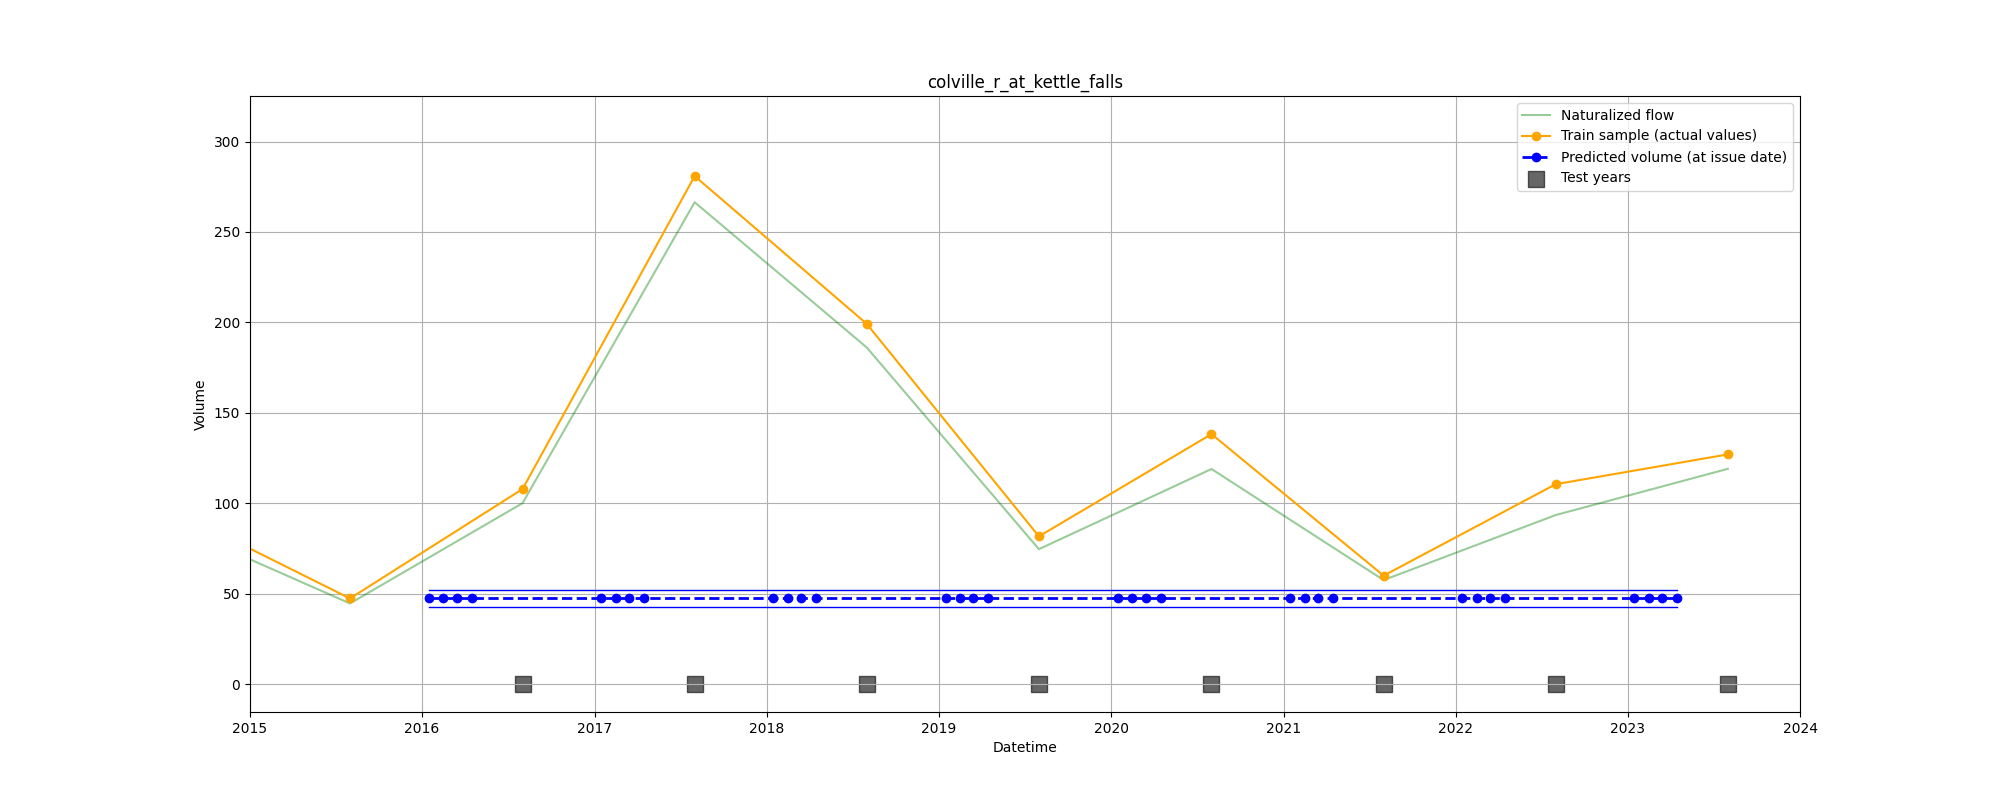 colville_r_at_kettle_falls
Naturalized flow
Train sample (actual values)
Predicted volume (at issue date)
Test years
300
250
200
150
100
50
0
Volume
2015 2016 2017 2018 2019 2020 2021 2022 2023 2024
Datetime